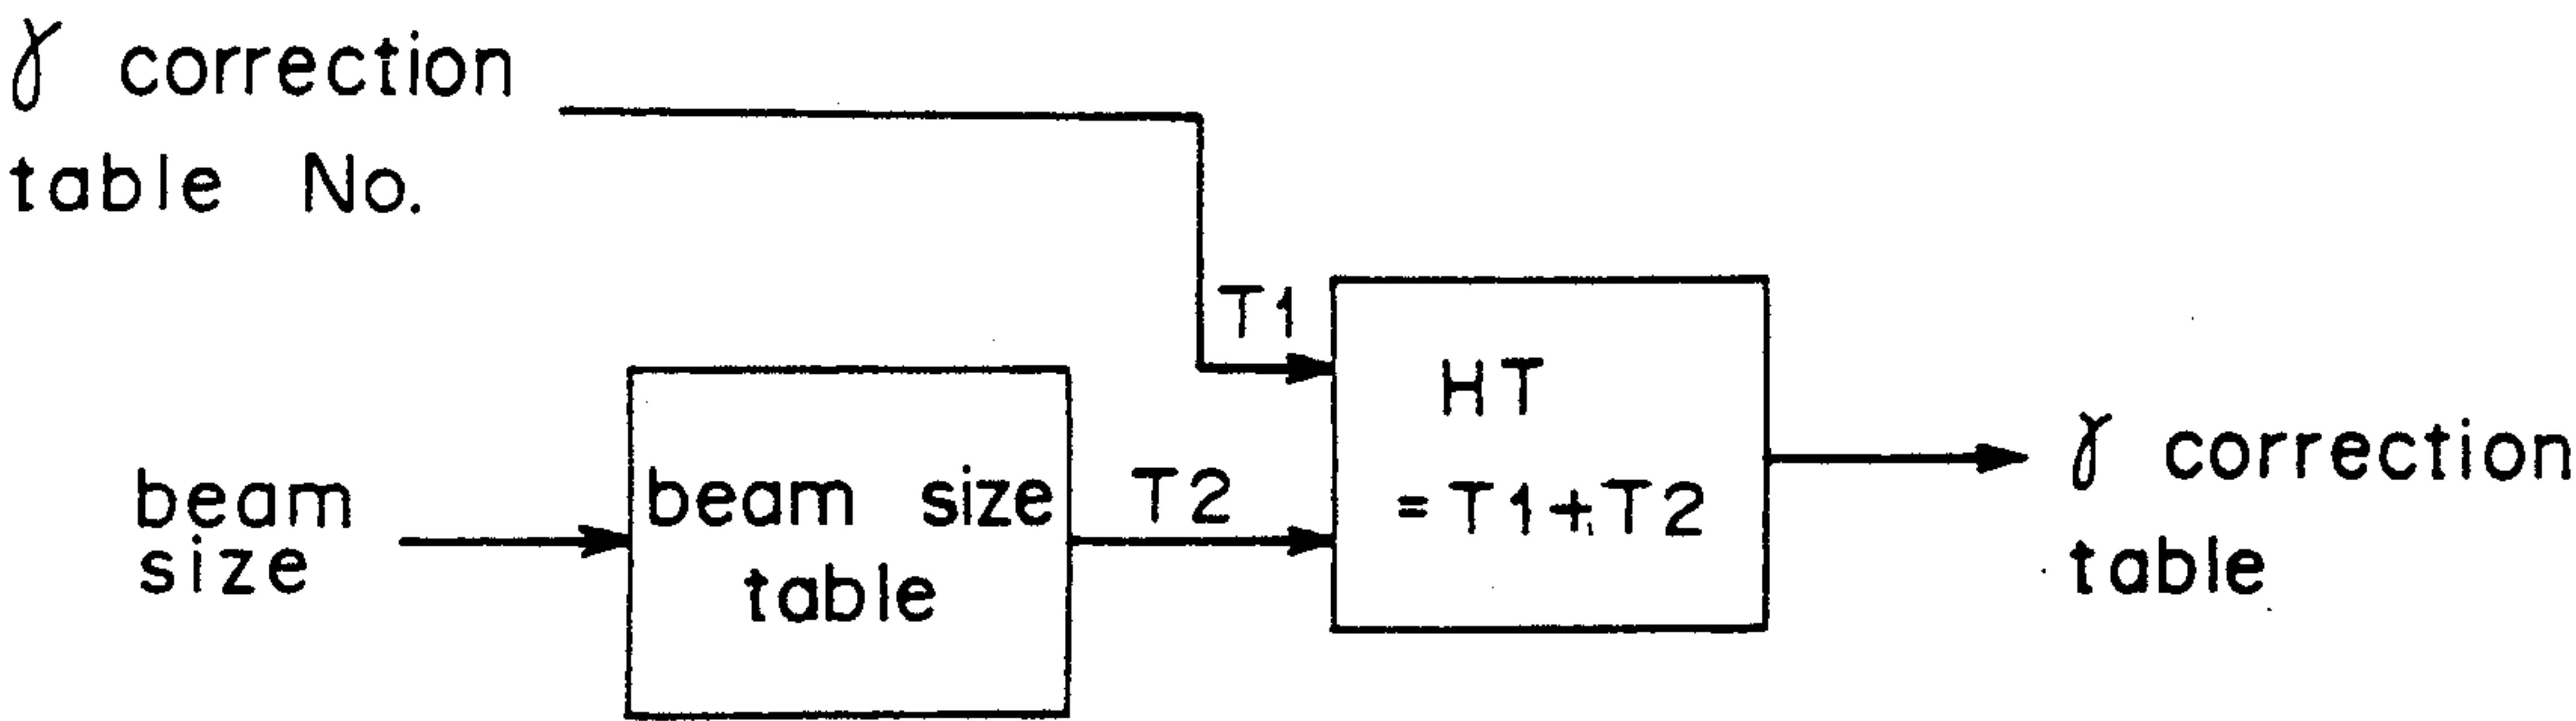 γ correction
table No.
T1
beam
size
beam size
table
T2
HT
=T1+T2
γ correction
table